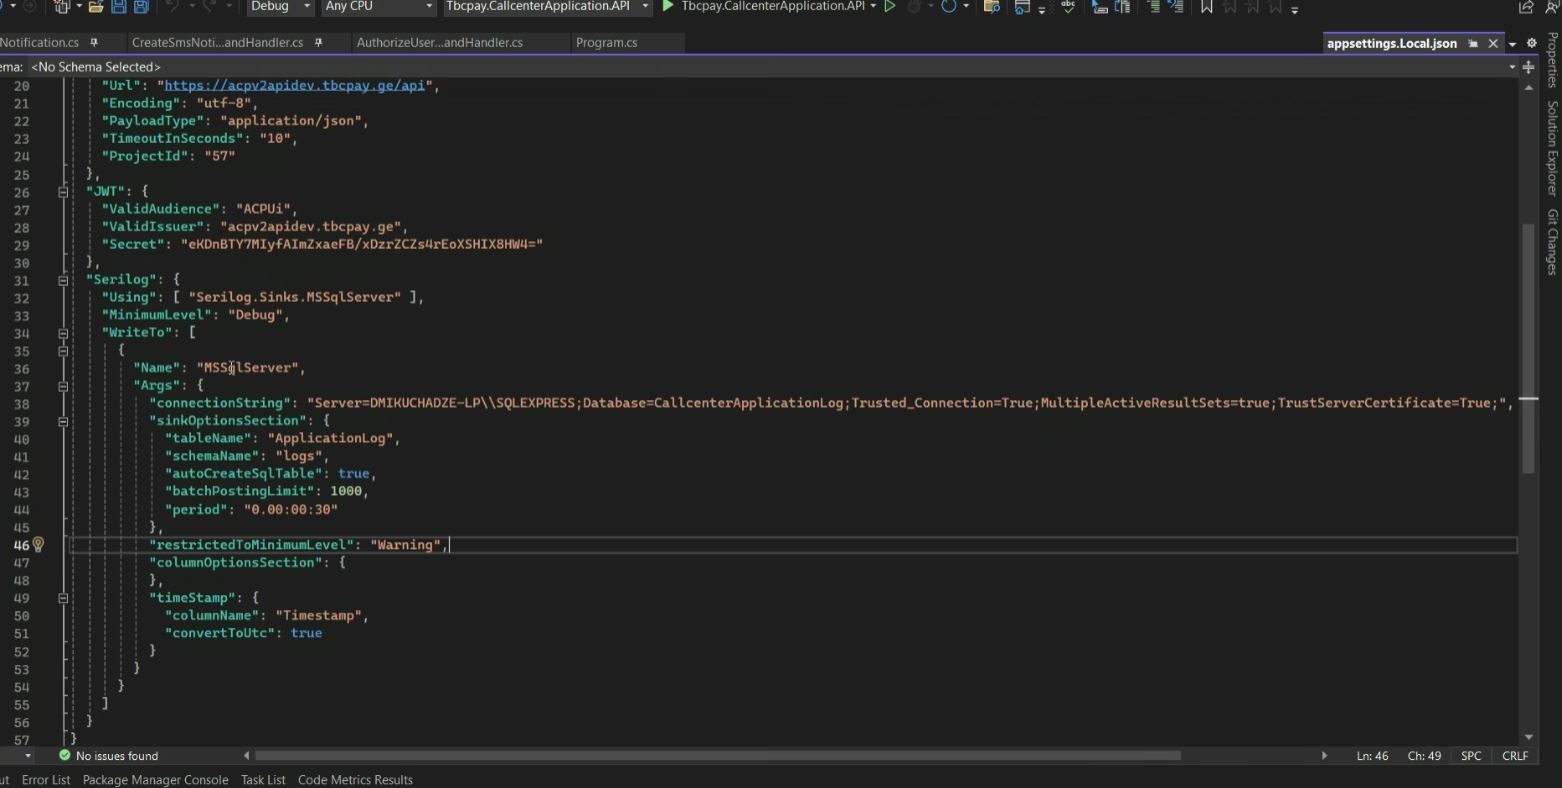 Debug Any CPU Tbcpay.CallcenterApplication.API Tbcpay.CallcenterApplication.API
Notification.cs CreateSmsNoti...andHandler.cs AuthorizeUser...andHandler.cs Program.cs appsettings.Local.json
ema: <No Schema Selected>
20 "Url": "https://acpv2apidev.tbcpay.ge/api",
21 "Encoding": "utf-8",
22 "PayloadType": "application/json",
23 "TimeoutInSeconds": "10",
24 "ProjectId": "57"
25 },
26 "JWT": {
27 "ValidAudience": "ACPUi",
28 "ValidIssuer": "acpv2apidev.tbcpay.ge",
29 "Secret": "eKDnBTY7MIyfAImZxaeFB/xDzrZCZs4rEoXSHIX8HW4="
30 },
31 "Serilog": {
32 "Using": [ "Serilog.Sinks.MSSqlServer" ],
33 "MinimumLevel": "Debug",
34 "WriteTo": [
35 {
36 "Name": "MSSqlServer",
37 "Args": {
38 "connectionString": "Server=DMIKUCHADZE-LP\\SQLEXPRESS;Database=CallcenterApplicationLog;Trusted_Connection=True;MultipleActiveResultSets=true;TrustServerCertificate=True;",
39 "sinkOptionsSection": {
40 "tableName": "ApplicationLog",
41 "schemaName": "logs",
42 "autoCreateSqlTable": true,
43 "batchPostingLimit": 1000,
44 "period": "0.00:00:30"
45 },
46 "restrictedToMinimumLevel": "Warning",
47 "columnOptionsSection": {
48 },
49 "timeStamp": {
50 "columnName": "Timestamp",
51 "convertToUtc": true
52 }
53 }
54 }
55 ]
56 }
57 }
No issues found Ln: 46 Ch: 49 SPC CRLF
ut Error List Package Manager Console Task List Code Metrics Results
Properties
Solution Explorer
Git Changes